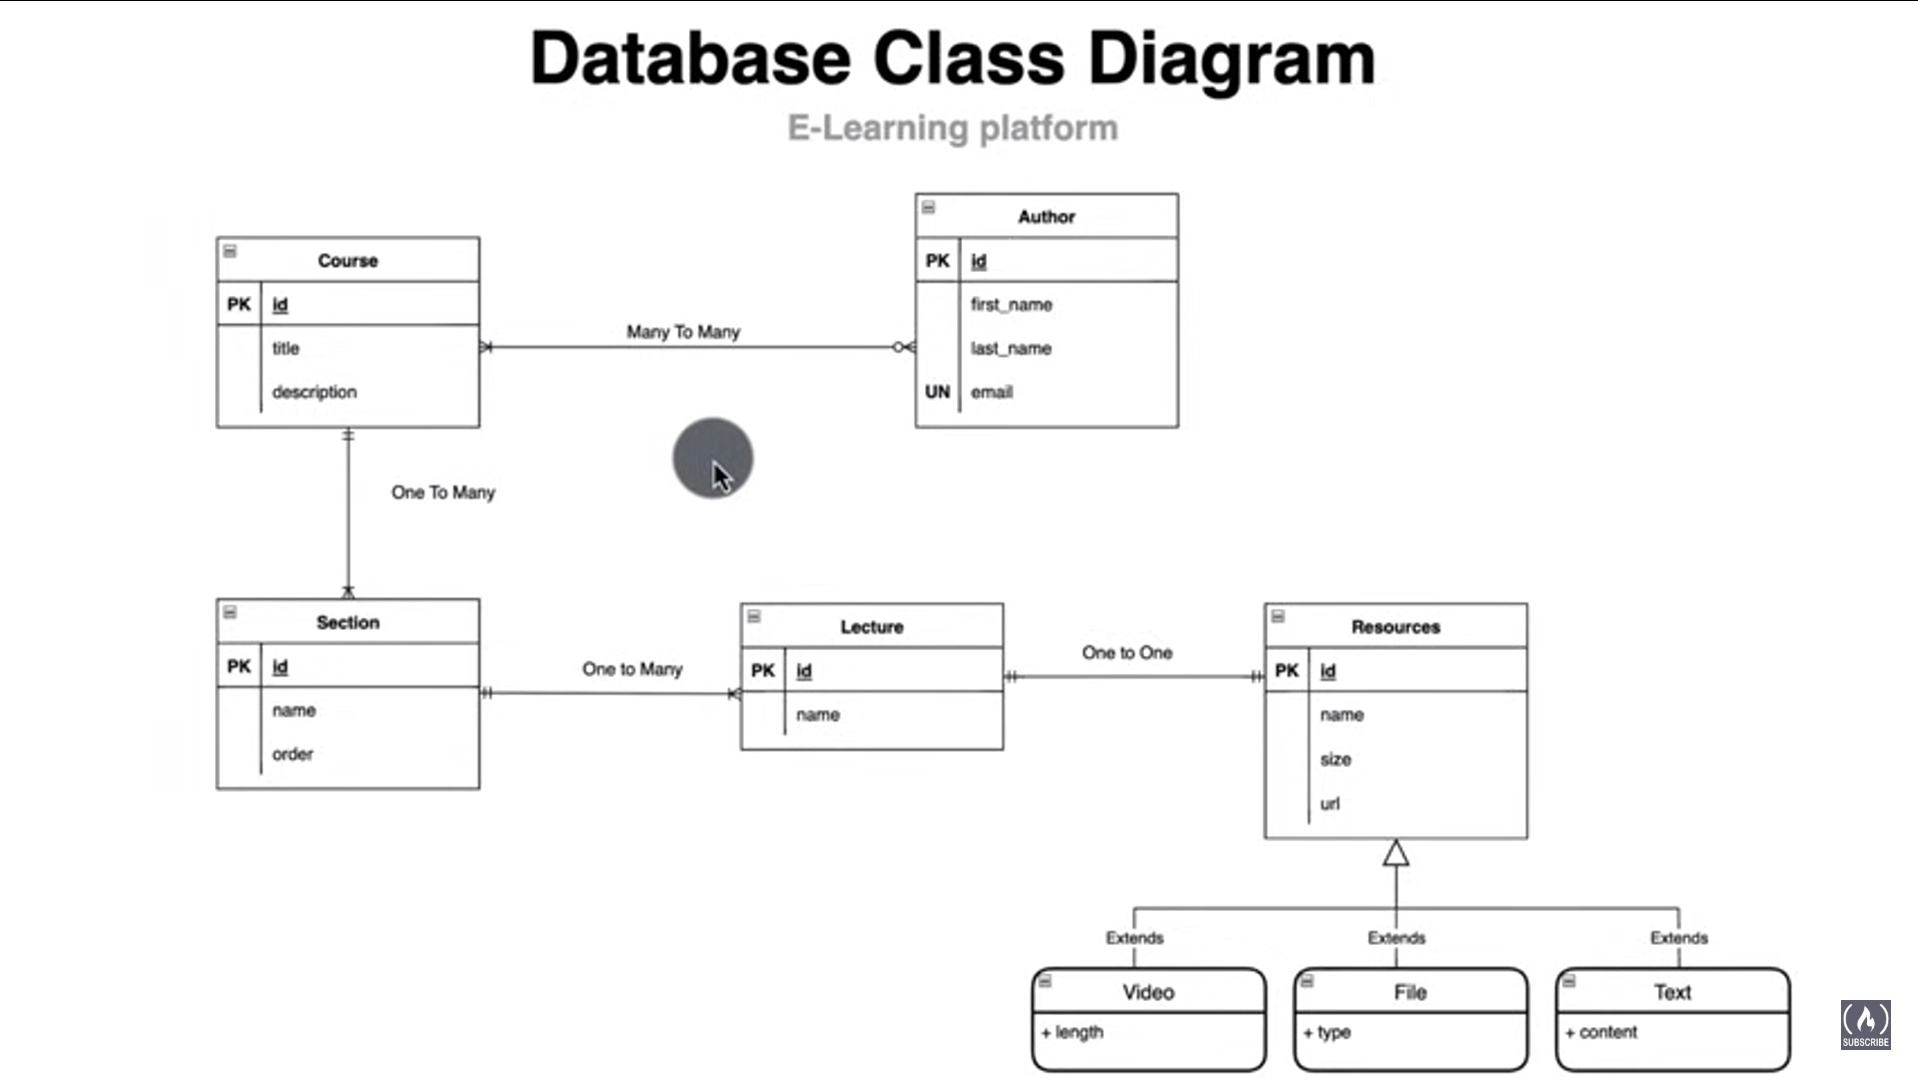 Database Class Diagram
E-Learning platform
Course
PK id
title
description
Many To Many
Author
PK id
first_name
last_name
UN email
One To Many
Section
PK id
name
order
One to Many
Lecture
PK id
name
One to One
Resources
PK id
name
size
url
Extends
Extends
Extends
Video
+ length
File
+ type
Text
+ content
SUBSCRIBE